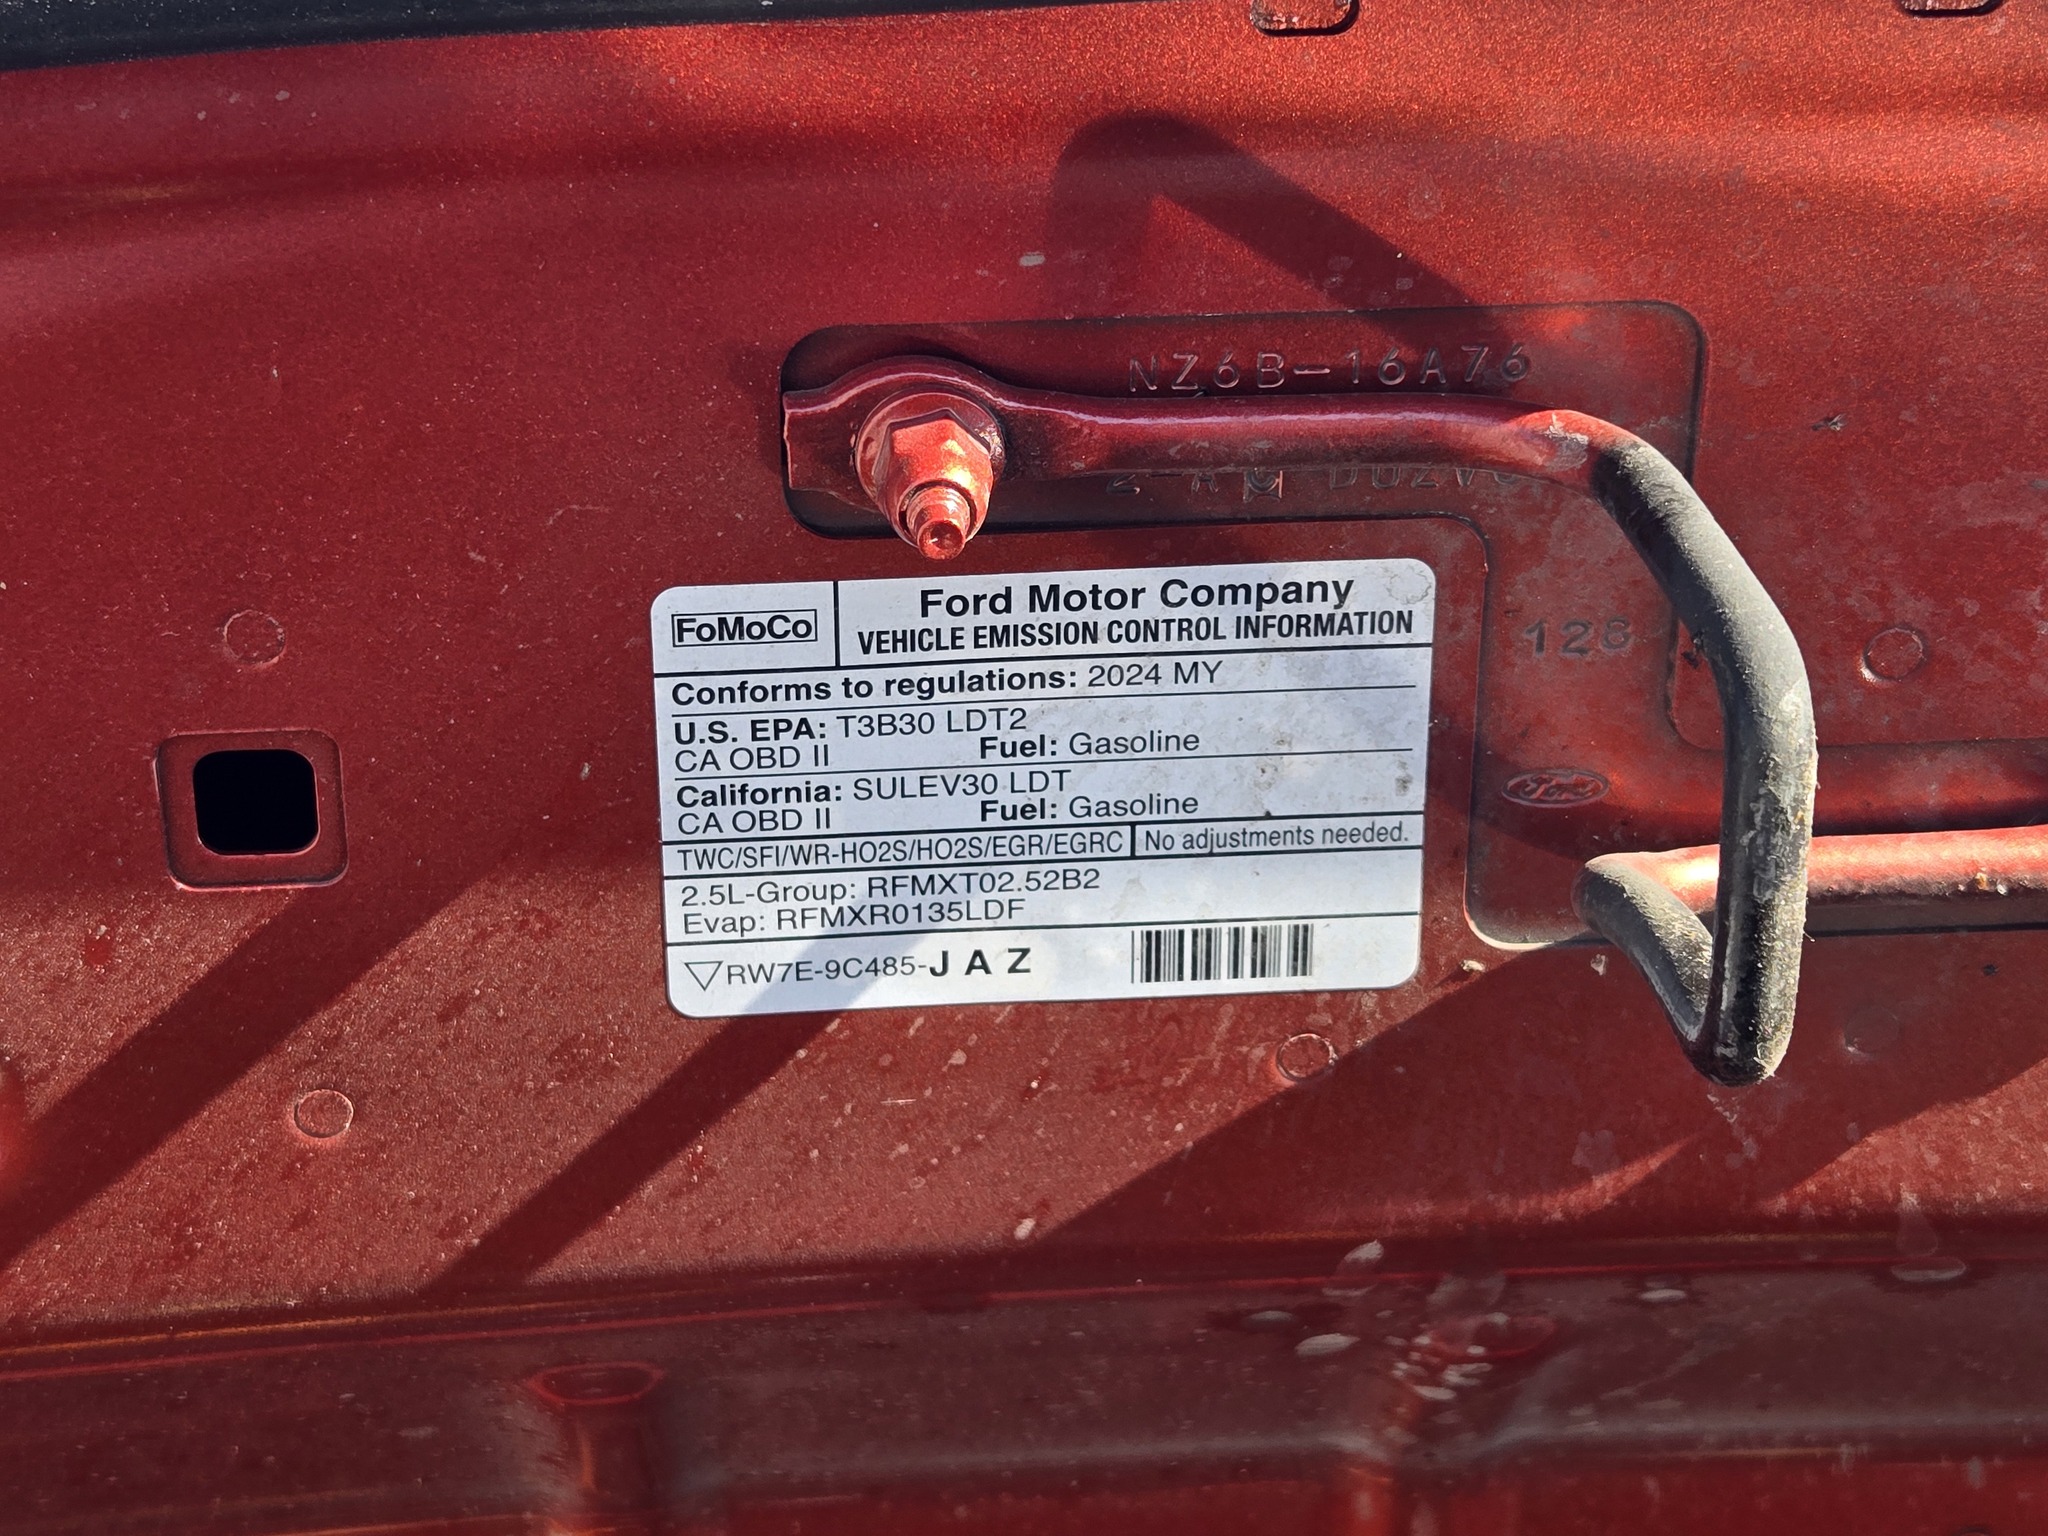 NZ6B-16A76
FoMoCo
Ford Motor Company
VEHICLE EMISSION CONTROL INFORMATION
Conforms to regulations: 2024 MY
U.S. EPA: T3B30 LDT2
CA OBD II Fuel: Gasoline
California: SULEV30 LDT
CA OBD II Fuel: Gasoline
TWC/SFI/WR-HO2S/HO2S/EGR/EGRC No adjustments needed.
2.5L-Group: RFMXT02.52B2
Evap: RFMXR0135LDF
RW7E-9C485-J A Z
128
Ford